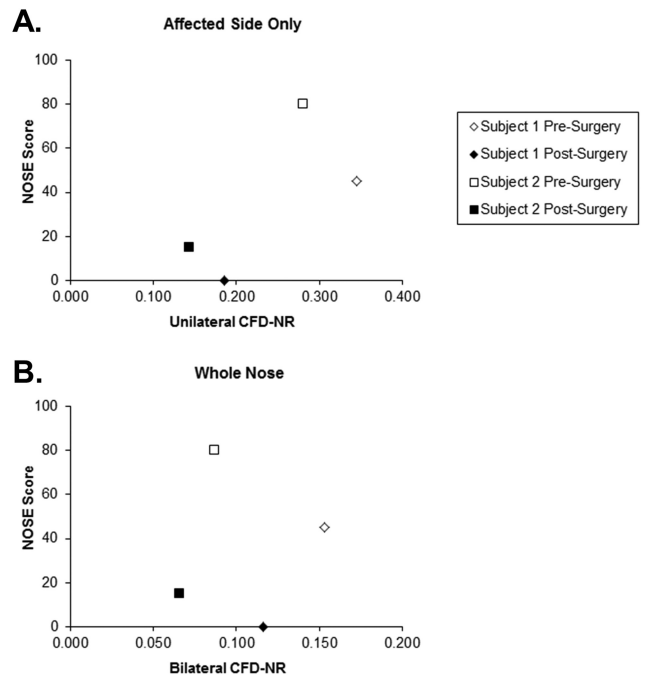 A.
Affected Side Only
100
80
60
40
20
0
NOSE Score
0.000 0.100 0.200 0.300 0.400
Unilateral CFD-NR
Subject 1 Pre-Surgery
Subject 1 Post-Surgery
Subject 2 Pre-Surgery
Subject 2 Post-Surgery
B.
Whole Nose
100
80
60
40
20
0
NOSE Score
0.000 0.050 0.100 0.150 0.200
Bilateral CFD-NR